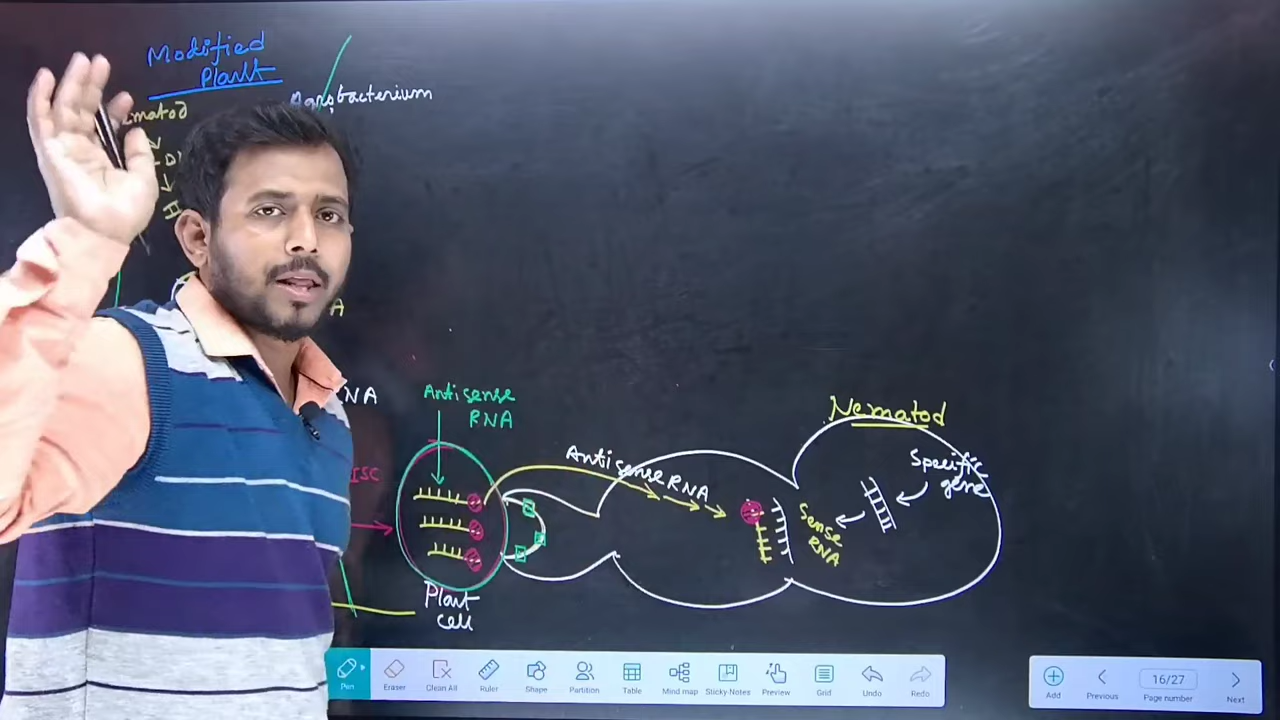 Modified
Plant
Agrobacterium
NA
Antisense
RNA
Plant
cell
Antisense RNA
Nematod
Specific
gene
Sense
RNA
Pen
Eraser
Clean All
Ruler
Shape
Partition
Table
Mind map
Sticky-Notes
Preview
Grid
Undo
Redo
Add
Previous
16/27
Page number
Next